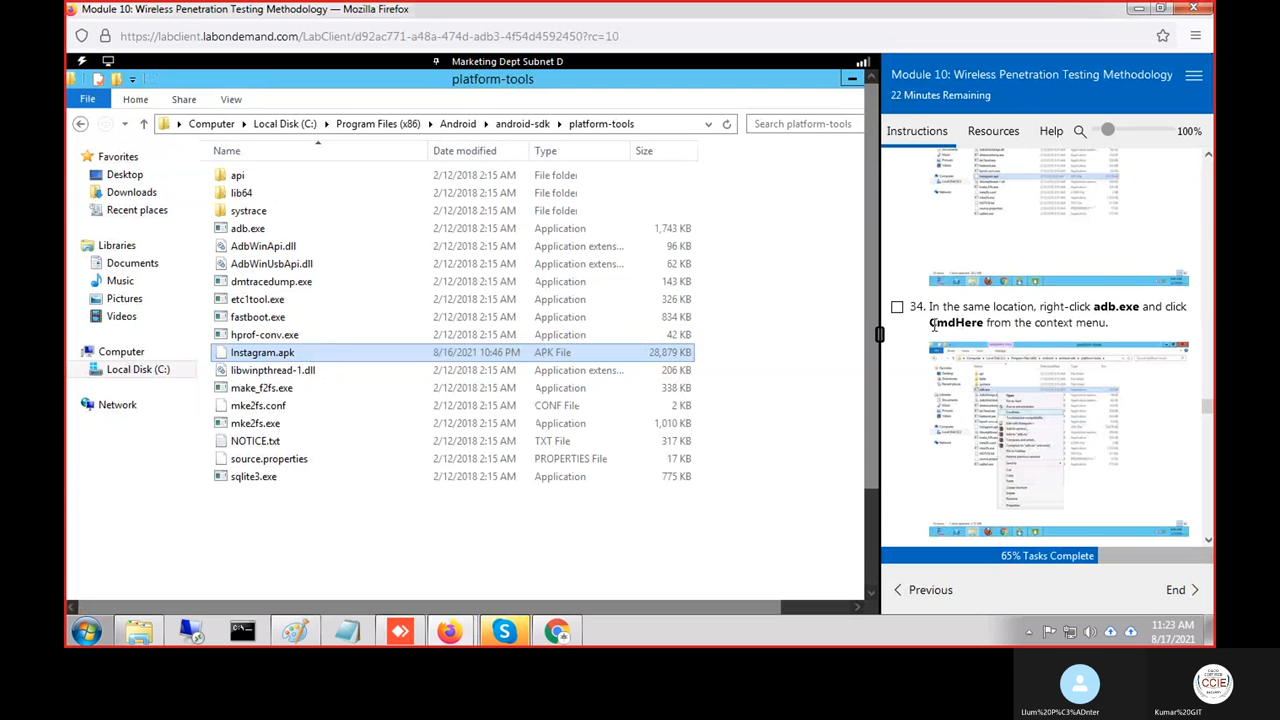 Module 10: Wireless Penetration Testing Methodology — Mozilla Firefox
https://labclient.labondemand.com/LabClient/d92ac771-a48a-474d-adb3-4f54d4592450?rc=10
Marketing Dept Subnet D
platform-tools
File Home Share View
Computer Local Disk (C:) Program Files (x86) Android android-sdk platform-tools
Search platform-tools
Name Date modified Type Size
Favorites
Desktop
Downloads
Recent places
Libraries
Documents
Music
Pictures
Videos
Computer
Local Disk (C:)
Network
api 2/12/2018 2:15 AM File folder
lib64 2/12/2018 2:15 AM File folder
systrace 2/12/2018 2:15 AM File folder
adb.exe 2/12/2018 2:15 AM Application 1,743 KB
AdbWinApi.dll 2/12/2018 2:15 AM Application extens... 96 KB
AdbWinUsbApi.dll 2/12/2018 2:15 AM Application extens... 62 KB
dmtracedump.exe 2/12/2018 2:15 AM Application 143 KB
etc1tool.exe 2/12/2018 2:15 AM Application 326 KB
fastboot.exe 2/12/2018 2:15 AM Application 834 KB
hprof-conv.exe 2/12/2018 2:15 AM Application 42 KB
Instagram.apk 8/16/2021 10:46 PM APK File 28,879 KB
libwinpthread-1.dll 2/12/2018 2:15 AM Application extens... 206 KB
make_f2fs.exe 2/12/2018 2:15 AM Application 338 KB
mke2fs.conf 2/12/2018 2:15 AM CONF File 2 KB
mke2fs.exe 2/12/2018 2:15 AM Application 1,010 KB
NOTICE.txt 2/12/2018 2:15 AM TXT File 317 KB
source.properties 2/12/2018 2:15 AM PROPERTIES File 17 KB
sqlite3.exe 2/12/2018 2:15 AM Application 775 KB
Module 10: Wireless Penetration Testing Methodology
22 Minutes Remaining
Instructions Resources Help 100%
34. In the same location, right-click adb.exe and click
CmdHere from the context menu.
65% Tasks Complete
Previous End
11:23 AM
8/17/2021
Llum%20P%C3%ADnter
Kumar%20GIT
CCIE